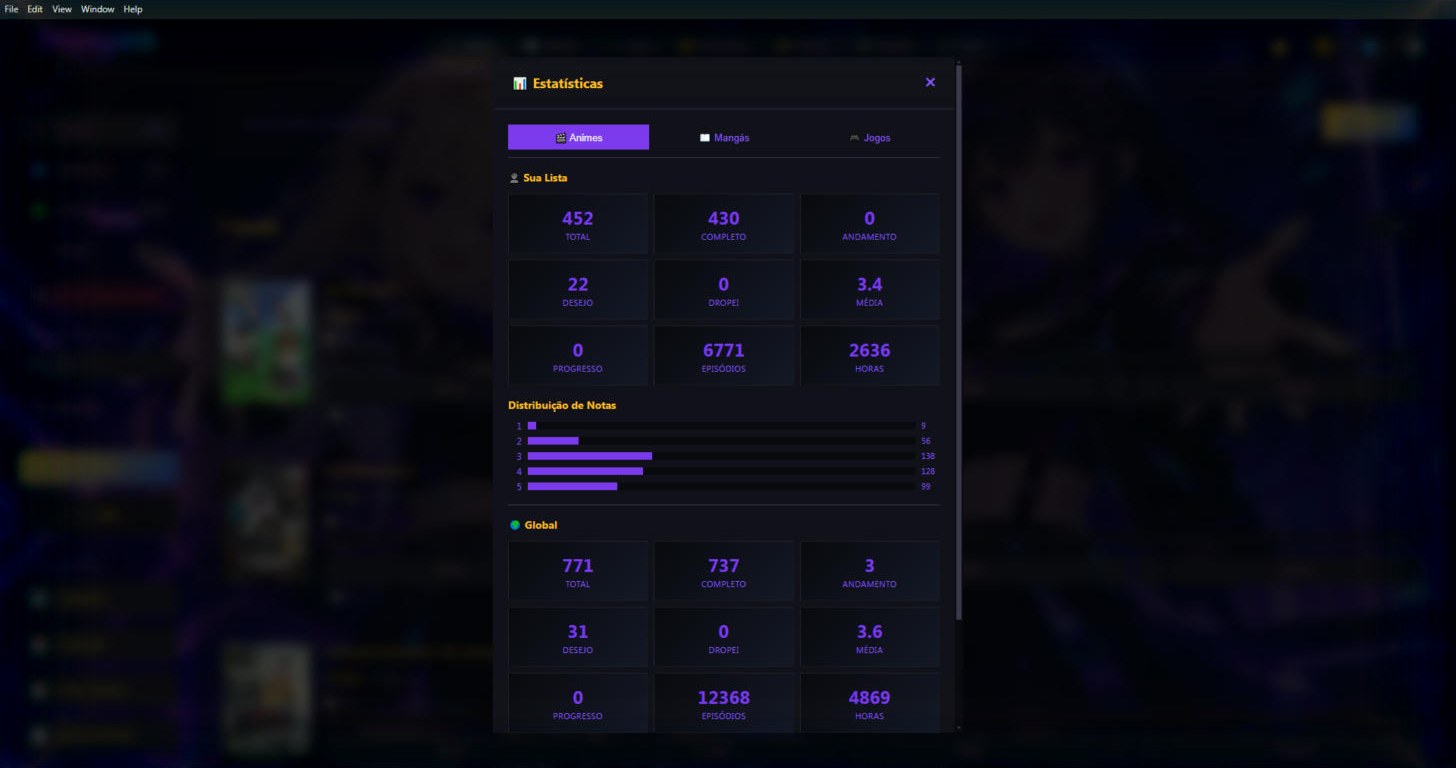 File Edit View Window Help
Estatísticas ✕
Animes Mangás Jogos
Sua Lista
452 430 0
TOTAL COMPLETO ANDAMENTO
22 0 3.4
DESEJO DROPEI MÉDIA
0 6771 2636
PROGRESSO EPISÓDIOS HORAS
Distribuição de Notas
1 9
2 56
3 138
4 128
5 99
Global
771 737 3
TOTAL COMPLETO ANDAMENTO
31 0 3.6
DESEJO DROPEI MÉDIA
0 12368 4869
PROGRESSO EPISÓDIOS HORAS